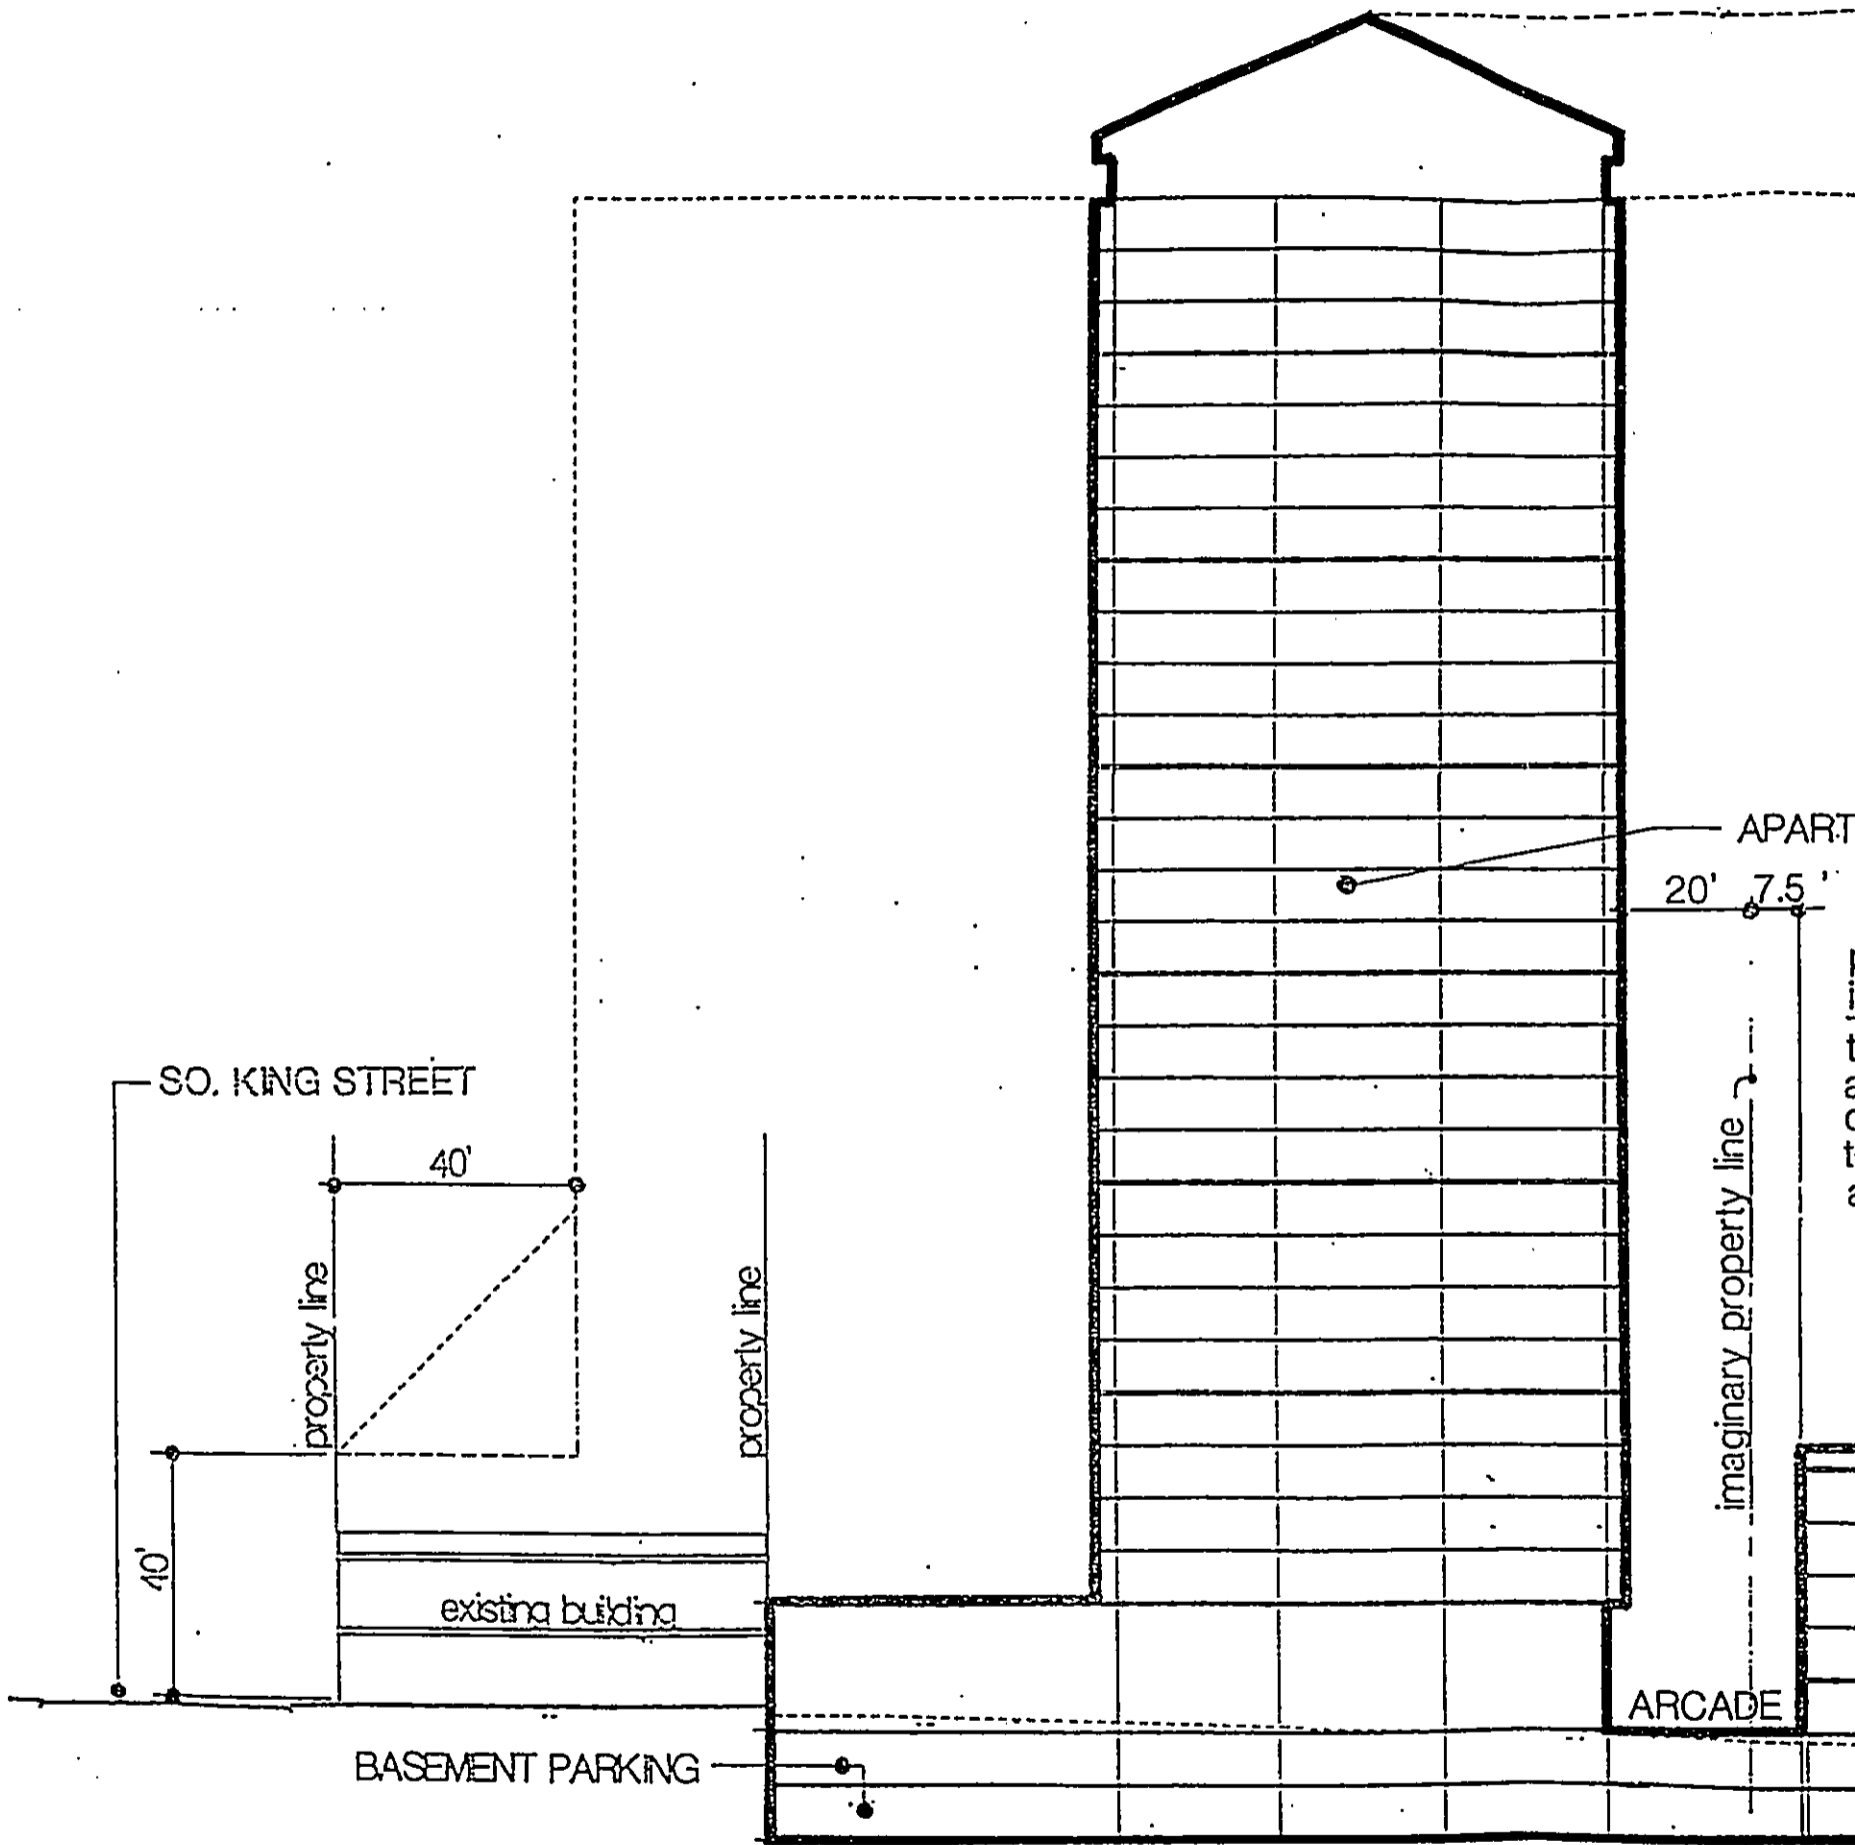 APART
20' 7.5'
SO. KING STREET
40'
property line
property line
imaginary property line
40'
existing building
ARCADE
BASEMENT PARKING